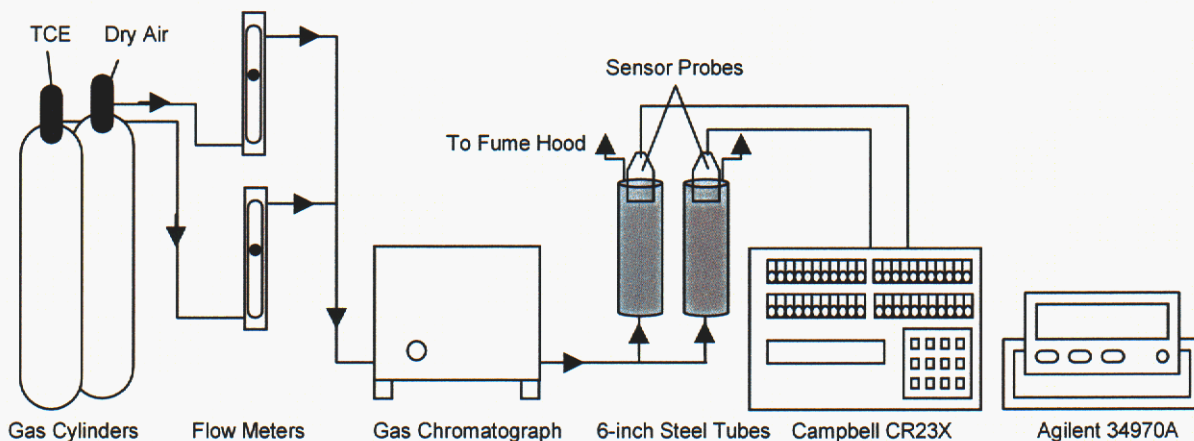 TCE
Dry Air
Sensor Probes
To Fume Hood
Gas Cylinders
Flow Meters
Gas Chromatograph
6-inch Steel Tubes
Campbell CR23X
Agilent 34970A